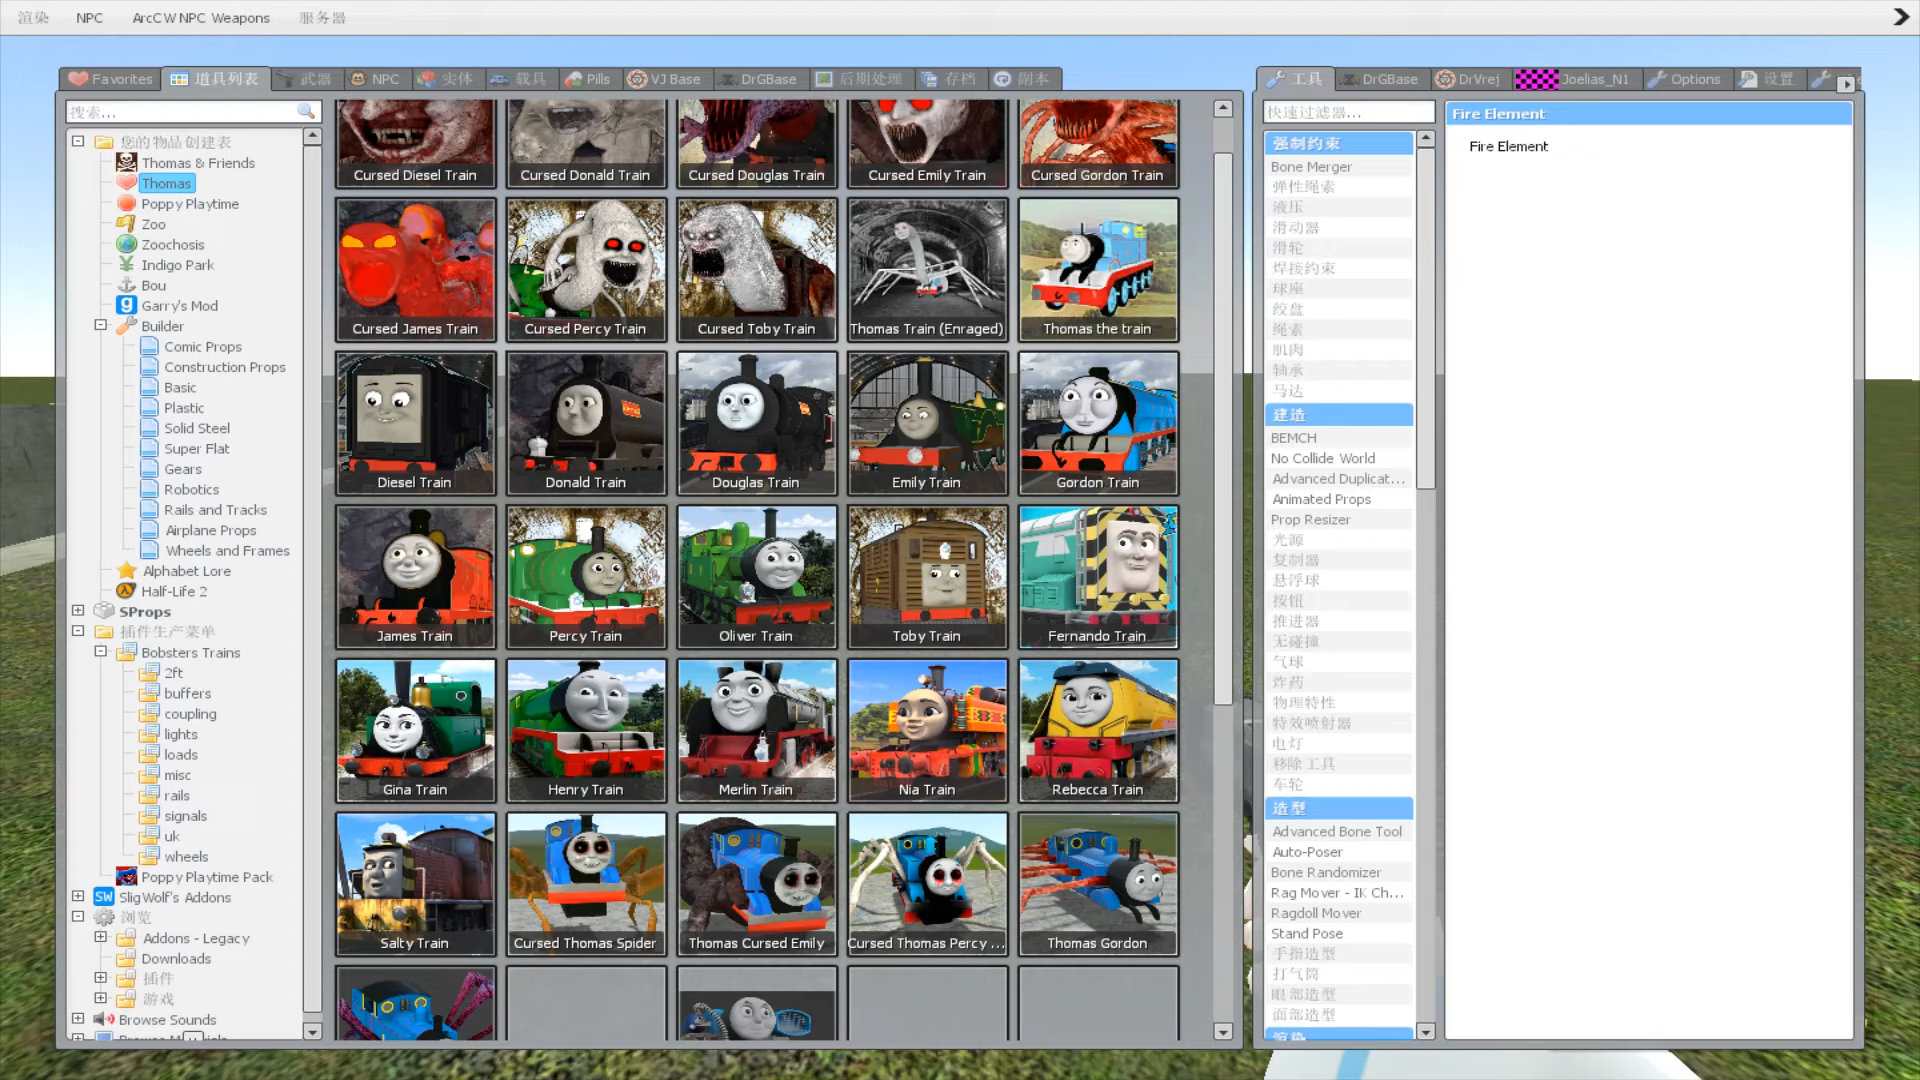 渲染 NPC ArcCW NPC Weapons 服务器
Favorites 道具列表 武器 NPC 实体 载具 Pills VJ Base DrGBase 后期处理 存档 副本
工具 DrGBase DrVrej Joelias_N1 Options 设置
搜索...
您的物品创建表
Thomas & Friends
Thomas
Poppy Playtime
Zoo
Zoochosis
Indigo Park
Bou
Garry's Mod
Builder
Comic Props
Construction Props
Basic
Plastic
Solid Steel
Super Flat
Gears
Robotics
Rails and Tracks
Airplane Props
Wheels and Frames
Alphabet Lore
Half-Life 2
SProps
插件生产菜单
Bobsters Trains
2ft
buffers
coupling
lights
loads
misc
rails
signals
uk
wheels
Poppy Playtime Pack
SligWolf's Addons
浏览
Addons - Legacy
Downloads
插件
游戏
Browse Sounds
Cursed Diesel Train
Cursed Donald Train
Cursed Douglas Train
Cursed Emily Train
Cursed Gordon Train
Cursed James Train
Cursed Percy Train
Cursed Toby Train
Thomas Train (Enraged)
Thomas the train
Diesel Train
Donald Train
Douglas Train
Emily Train
Gordon Train
James Train
Percy Train
Oliver Train
Toby Train
Fernando Train
Gina Train
Henry Train
Merlin Train
Nia Train
Rebecca Train
Salty Train
Cursed Thomas Spider
Thomas Cursed Emily
Cursed Thomas Percy ...
Thomas Gordon
快速过滤器...
强制约束
Bone Merger
弹性绳索
液压
滑动器
滑轮
焊接约束
球座
绞盘
绳索
肌肉
轴承
马达
建造
BEMCH
No Collide World
Advanced Duplicat...
Animated Props
Prop Resizer
光源
复制器
悬浮球
按钮
推进器
无碰撞
气球
炸药
物理特性
特效喷射器
电灯
移除工具
车轮
造型
Advanced Bone Tool
Auto-Poser
Bone Randomizer
Rag Mover - IK Ch...
Ragdoll Mover
Stand Pose
手指造型
打气筒
眼部造型
面部造型
渲染
Fire Element
Fire Element